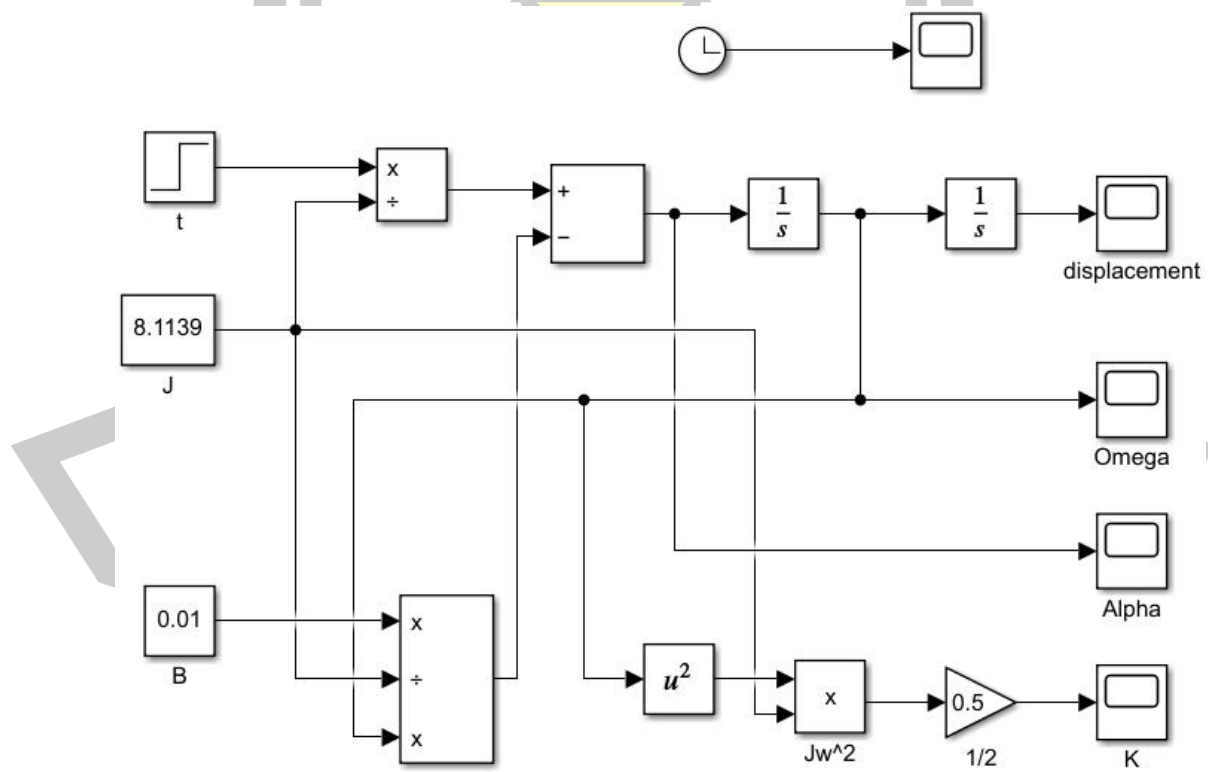 x
÷
t
+
−
1
s
1
s
displacement
8.1139
J
Omega
Alpha
0.01
B
x
÷
x
u²
x
Jw^2
0.5
1/2
K